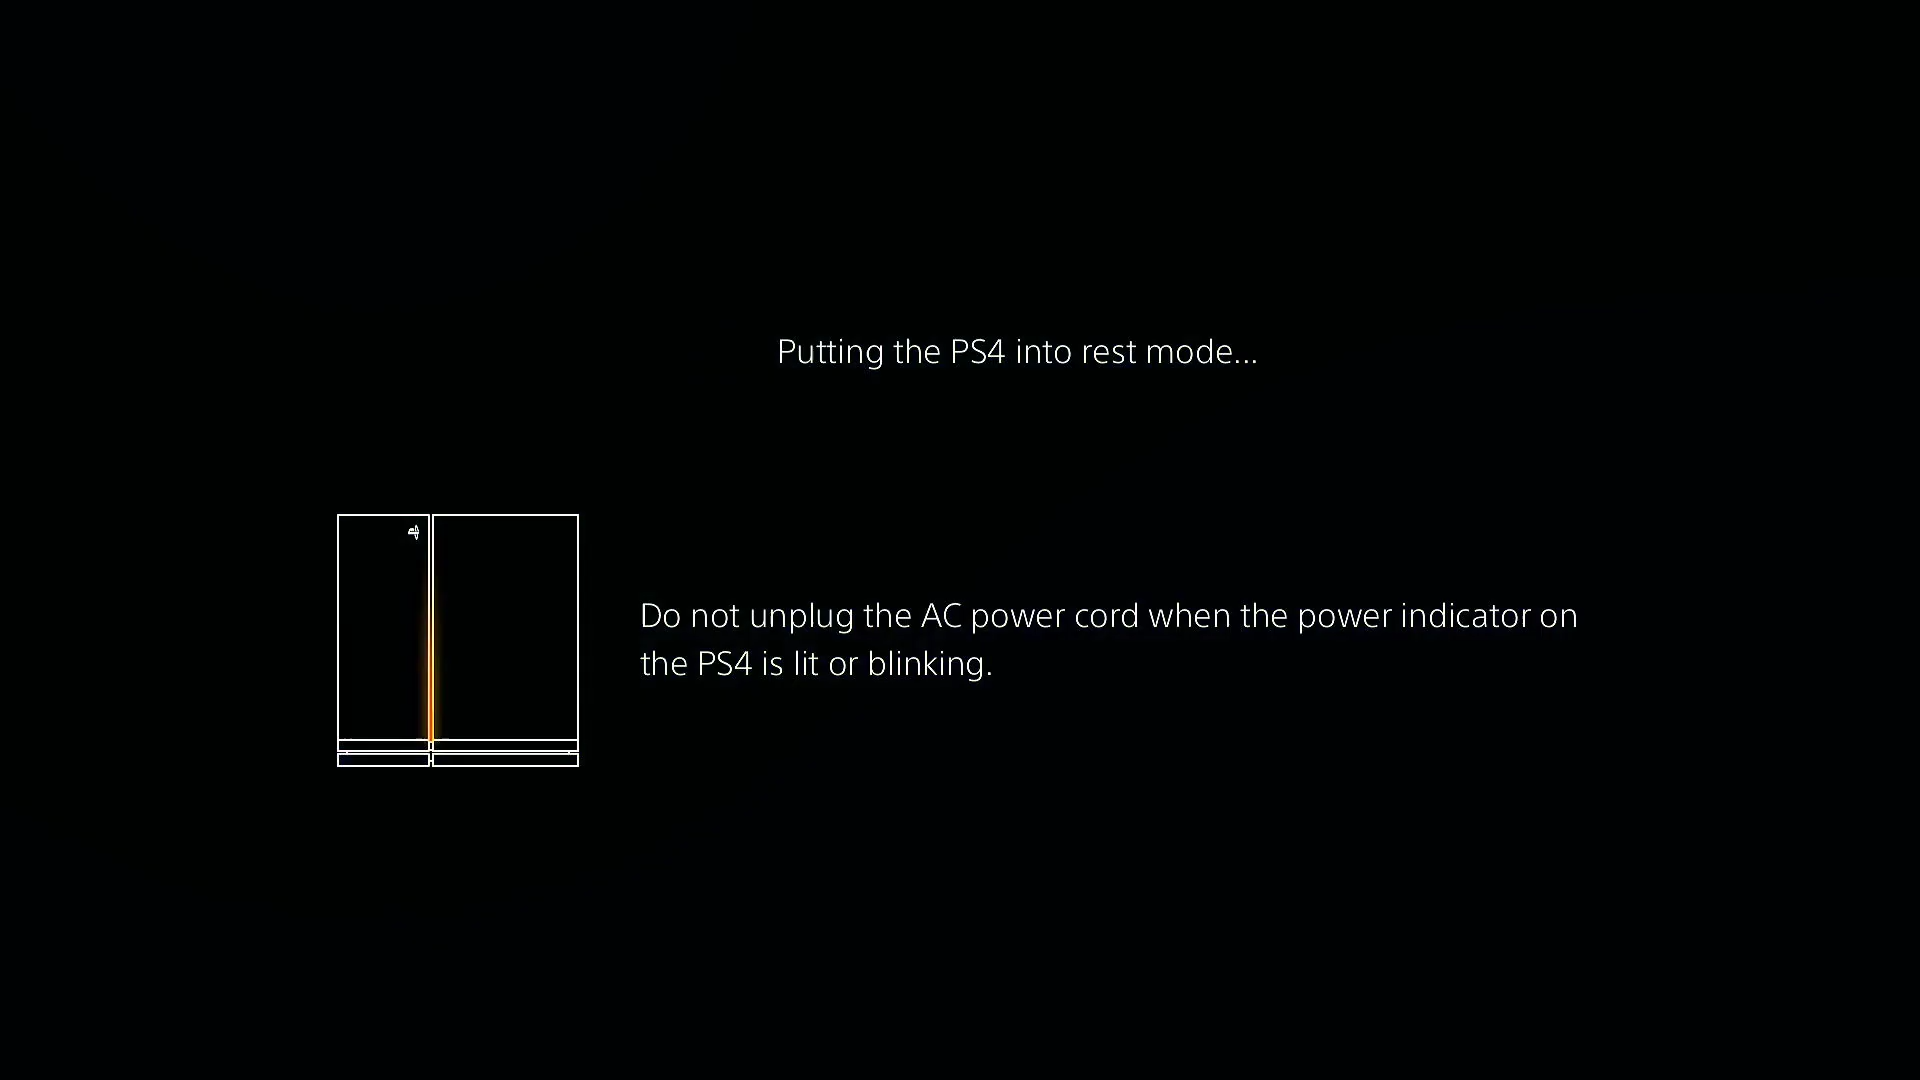 Putting the PS4 into rest mode...
Do not unplug the AC power cord when the power indicator on
the PS4 is lit or blinking.